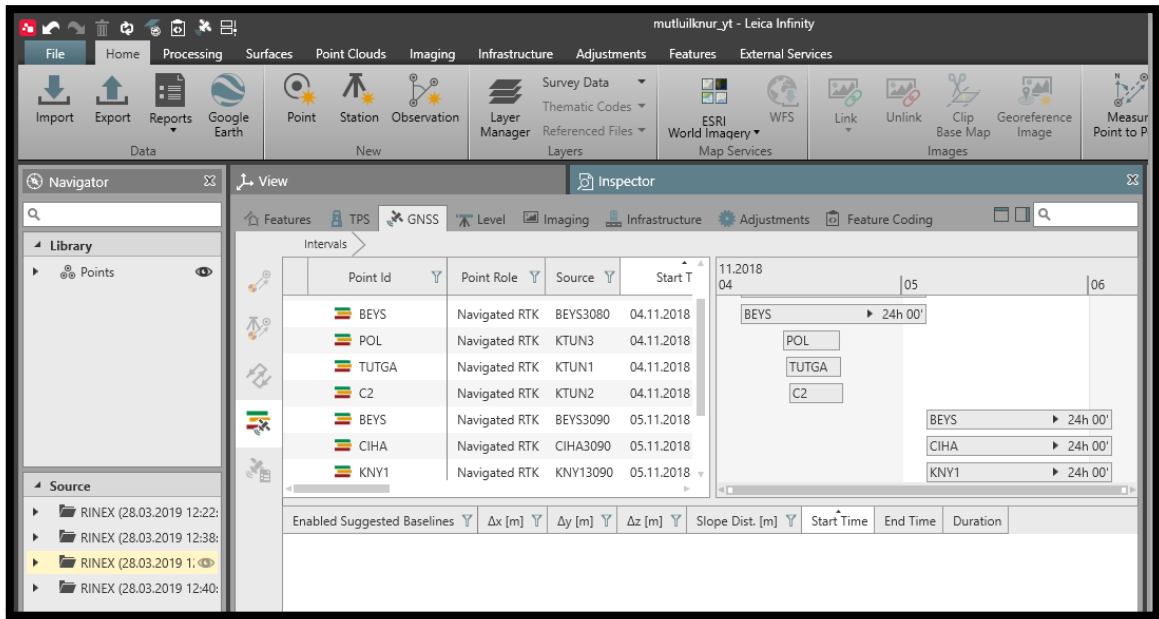 mutluilknur_yt - Leica Infinity
File Home Processing Surfaces Point Clouds Imaging Infrastructure Adjustments Features External Services
Import Export Reports Google Earth
Data
Point Station Observation
New
Layer Manager
Survey Data
Thematic Codes
Referenced Files
Layers
ESRI World Imagery WFS
Map Services
Link Unlink Clip Base Map Georeference Image
Images
Measur
Point to P
Navigator
View
Inspector
Features TPS GNSS Level Imaging Infrastructure Adjustments Feature Coding
Library
Points
Intervals
Point Id Point Role Source Start T
BEYS Navigated RTK BEYS3080 04.11.2018
POL Navigated RTK KTUN3 04.11.2018
TUTGA Navigated RTK KTUN1 04.11.2018
C2 Navigated RTK KTUN2 04.11.2018
BEYS Navigated RTK BEYS3090 05.11.2018
CIHA Navigated RTK CIHA3090 05.11.2018
KNY1 Navigated RTK KNY13090 05.11.2018
11.2018
04 05 06
BEYS 24h 00'
POL
TUTGA
C2
BEYS 24h 00'
CIHA 24h 00'
KNY1 24h 00'
Source
RINEX (28.03.2019 12:22:
RINEX (28.03.2019 12:38:
RINEX (28.03.2019 1:
RINEX (28.03.2019 12:40:
Enabled Suggested Baselines Δx [m] Δy [m] Δz [m] Slope Dist. [m] Start Time End Time Duration